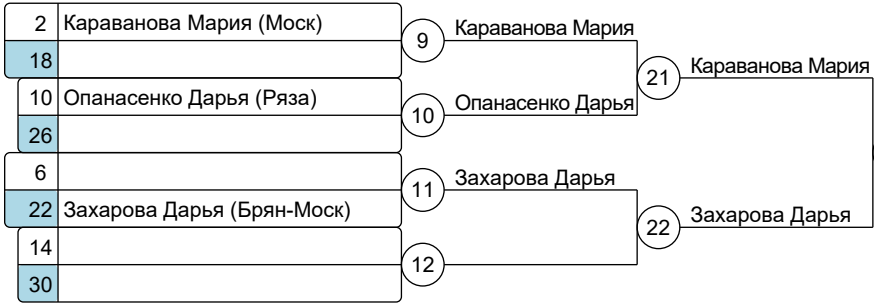 2 Караванова Мария (Моск)
18
9 Караванова Мария
10 Опанасенко Дарья (Ряза)
26
10 Опанасенко Дарья
21 Караванова Мария
6
22 Захарова Дарья (Брян-Моск)
11 Захарова Дарья
14
30
12
22 Захарова Дарья